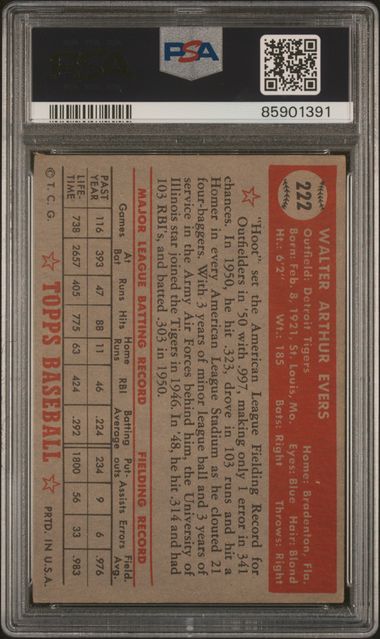 PSA
PSA
85901391
222
WALTER ARTHUR EVERS
Outfield: Detroit Tigers Home: Bradenton, Fla.
Born: Feb. 8, 1921, St. Louis, Mo. Eyes: Blue Hair: Blond
Ht.: 6'2" Wt.: 185 Bats: Right Throws: Right
"Hoot" set the American League Fielding Record for
Outfielders in '50 with .997, making only 1 error in 341
chances. In 1950, he hit .323, drove in 103 runs and hit a
Homer in every American League Stadium as he clouted 21
four-baggers. With 3 years of minor league ball and 3 years of
service in the Army Air Forces behind him, the University of
Illinois star joined the Tigers in 1946. In '48, he hit .314 and had
103 RBI's, and batted .303 in 1950.
MAJOR LEAGUE BATTING RECORD FIELDING RECORD
Games At Bat Runs Hits Home Runs RBI Batting Average Put-outs Assists Errors Field. Avg.
PAST YEAR 116 393 47 88 11 46 .224 234 9 6 .976
LIFE-TIME 738 2657 405 775 63 424 .292 1800 56 33 .983
© T. C. G. TOPPS BASEBALL PRTD. IN U.S.A.